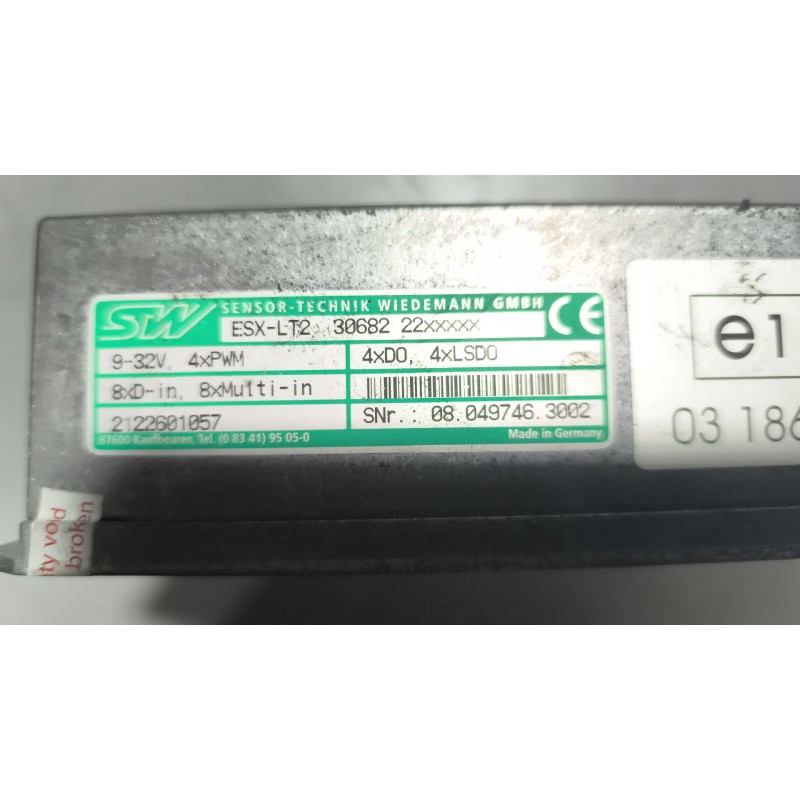 STW SENSOR-TECHNIK WIEDEMANN GMBH CE
ESX-LT2 30682 22xxxxx
9-32V, 4xPWM
4xDO, 4xLSDO
8xD-in, 8xMulti-in
2122601057
SNr.: 08.049746.3002
87600 Kaufbeuren, Tel. (0 83 41) 95 05-0
Made in Germany
e1
03 186
ty void
broken